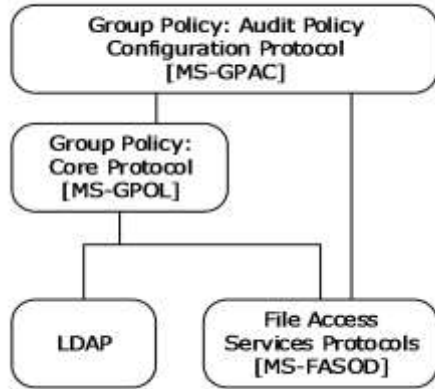 Group Policy: Audit Policy
Configuration Protocol
[MS-GPAC]
Group Policy:
Core Protocol
[MS-GPOL]
LDAP
File Access
Services Protocols
[MS-FASOD]